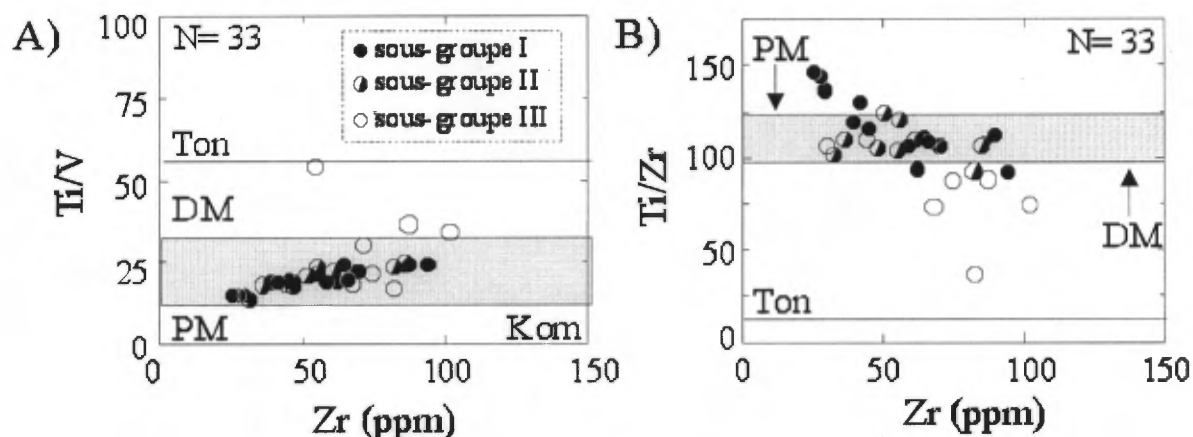 A)
N= 33
sous-groupe I
sous-groupe II
sous-groupe III
Ton
DM
PM
Kom
100
75
50
25
0
0
50
100
150
Ti/V
Zr (ppm)
B)
N= 33
PM
DM
Ton
150
100
50
0
0
50
100
150
Ti/Zr
Zr (ppm)